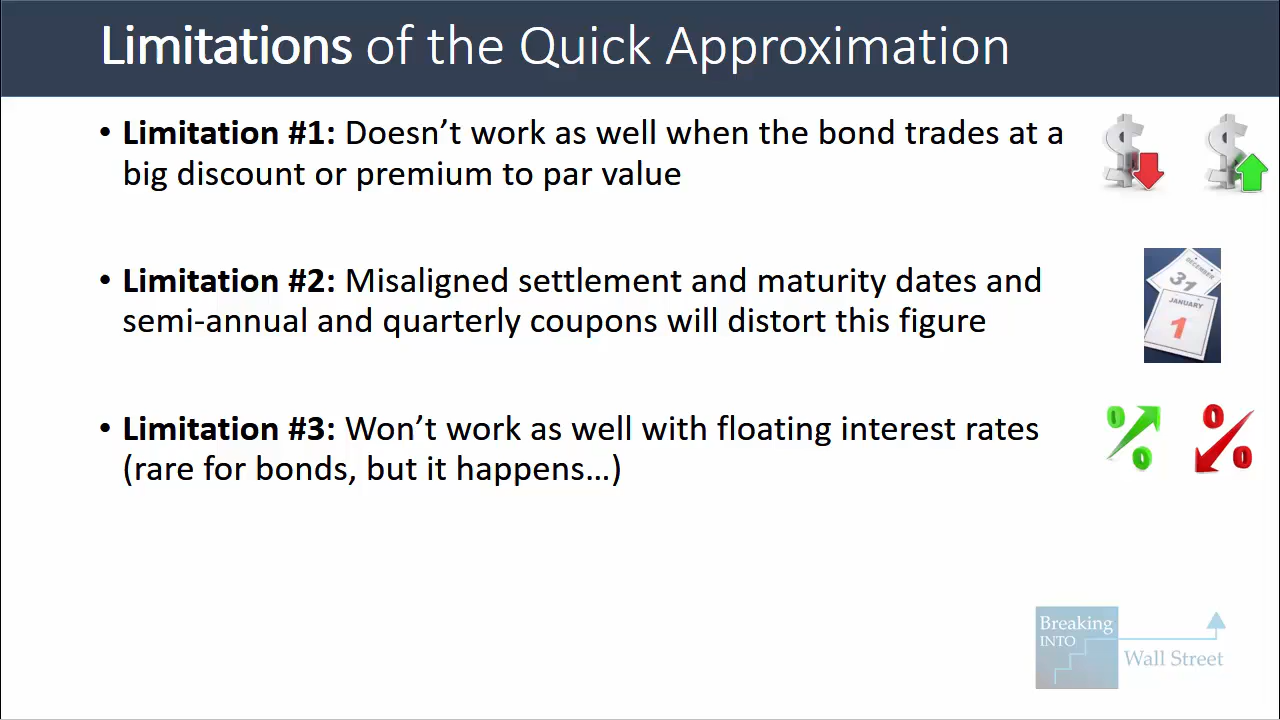 Limitations of the Quick Approximation
• Limitation #1: Doesn’t work as well when the bond trades at a
big discount or premium to par value
• Limitation #2: Misaligned settlement and maturity dates and
semi-annual and quarterly coupons will distort this figure
DECEMBER
31
JANUARY
1
• Limitation #3: Won’t work as well with floating interest rates
(rare for bonds, but it happens…)
Breaking
INTO
Wall Street